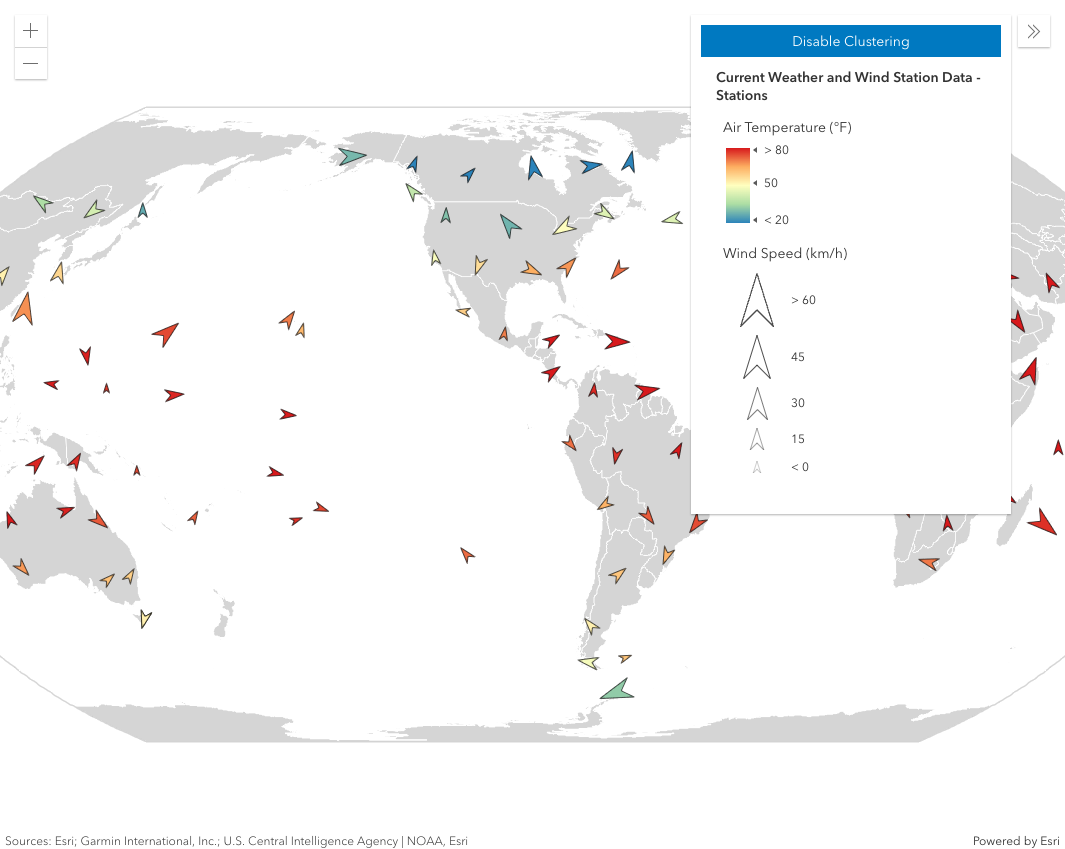 Disable Clustering
Current Weather and Wind Station Data -
Stations
Air Temperature (°F)
> 80
50
< 20
Wind Speed (km/h)
> 60
45
30
15
< 0
Sources: Esri; Garmin International, Inc.; U.S. Central Intelligence Agency | NOAA, Esri
Powered by Esri